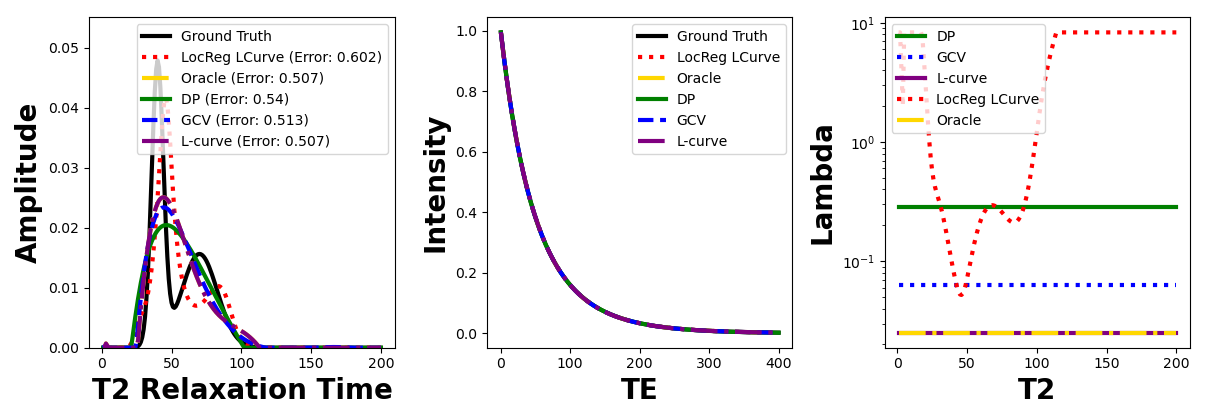 Amplitude
0.05
0.04
0.03
0.02
0.01
0.00
Ground Truth
LocReg LCurve (Error: 0.602)
Oracle (Error: 0.507)
DP (Error: 0.54)
GCV (Error: 0.513)
L-curve (Error: 0.507)
0 50 100 150 200
T2 Relaxation Time
Intensity
1.0
0.8
0.6
0.4
0.2
0.0
Ground Truth
LocReg LCurve
Oracle
DP
GCV
L-curve
0 100 200 300 400
TE
Lambda
10¹
10⁰
10⁻¹
DP
GCV
L-curve
LocReg LCurve
Oracle
0 50 100 150 200
T2